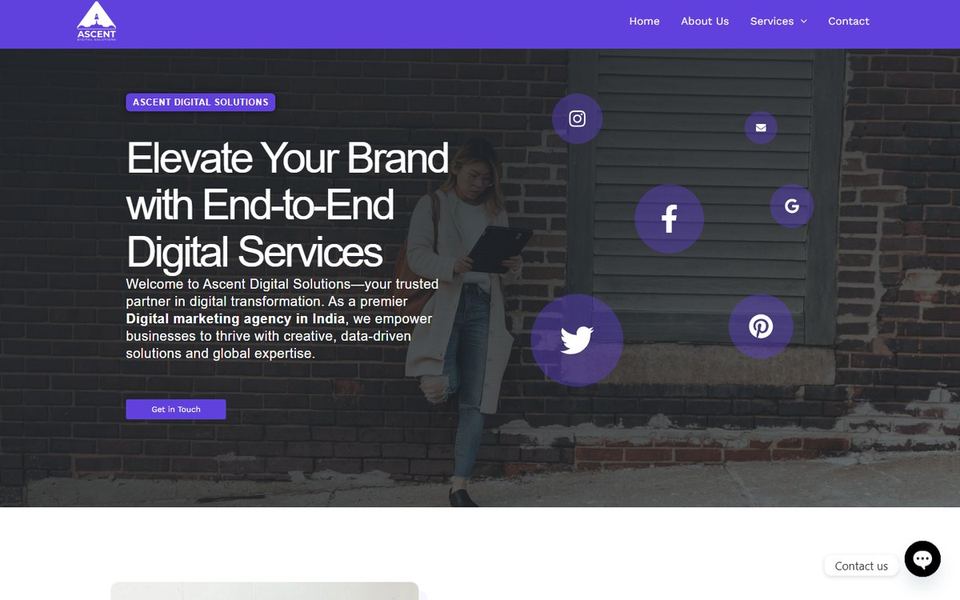 ASCENT
DIGITAL SOLUTIONS
Home
About Us
Services
Contact
ASCENT DIGITAL SOLUTIONS
Elevate Your Brand
with End-to-End
Digital Services
Welcome to Ascent Digital Solutions—your trusted
partner in digital transformation. As a premier
Digital marketing agency in India, we empower
businesses to thrive with creative, data-driven
solutions and global expertise.
Get in Touch
Contact us